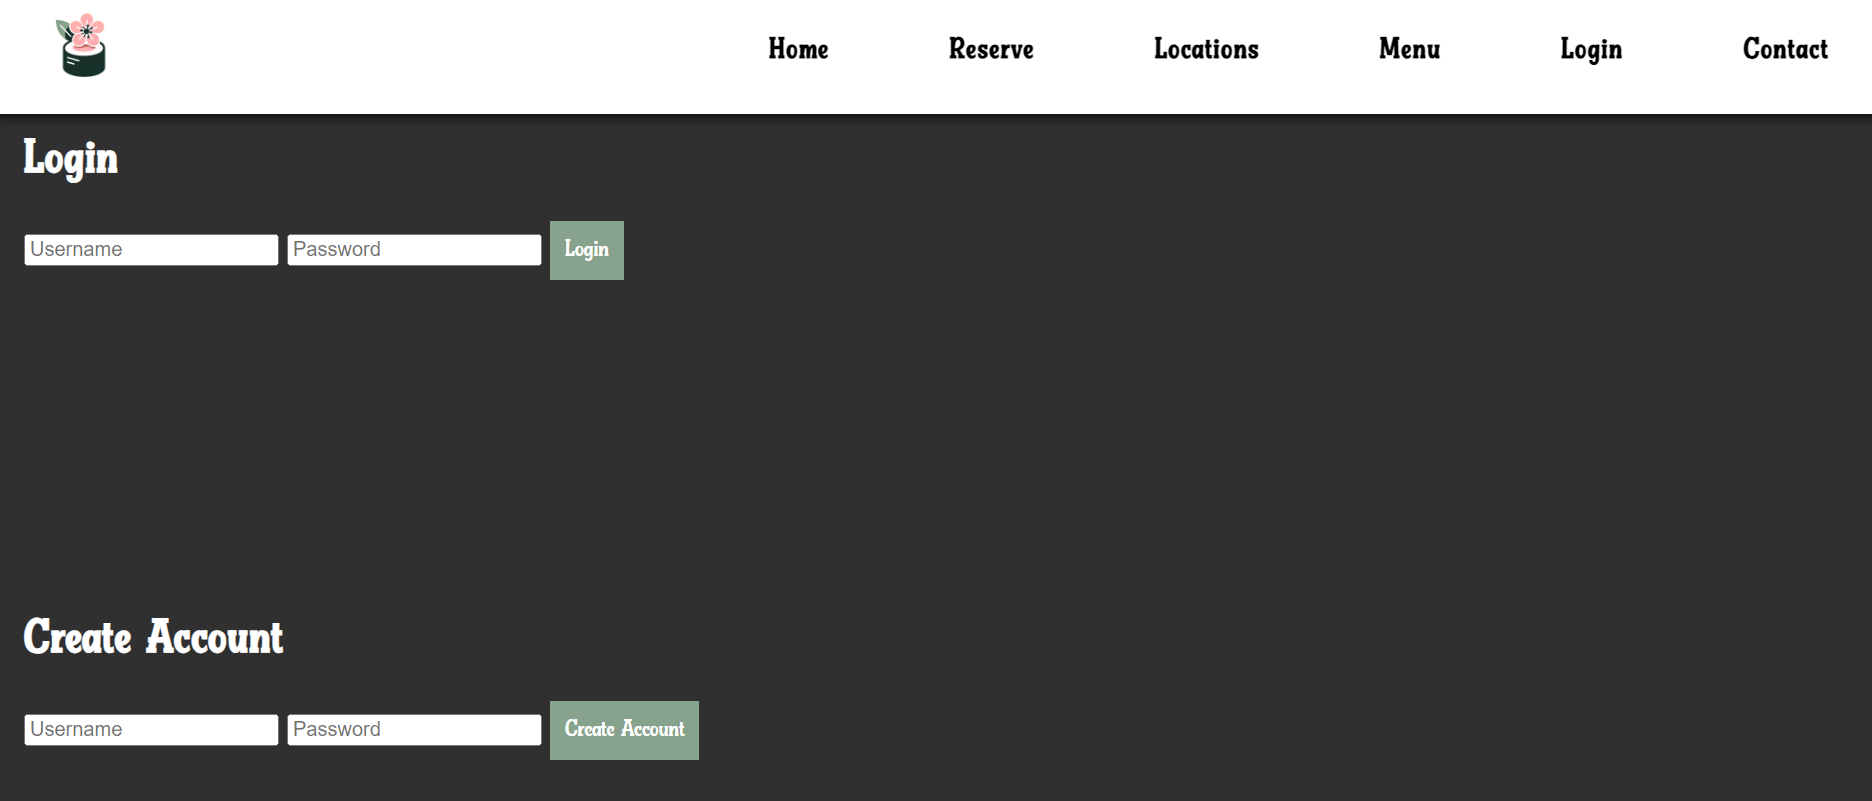 Home Reserve Locations Menu Login Contact
Login
Username Password Login
Create Account
Username Password Create Account